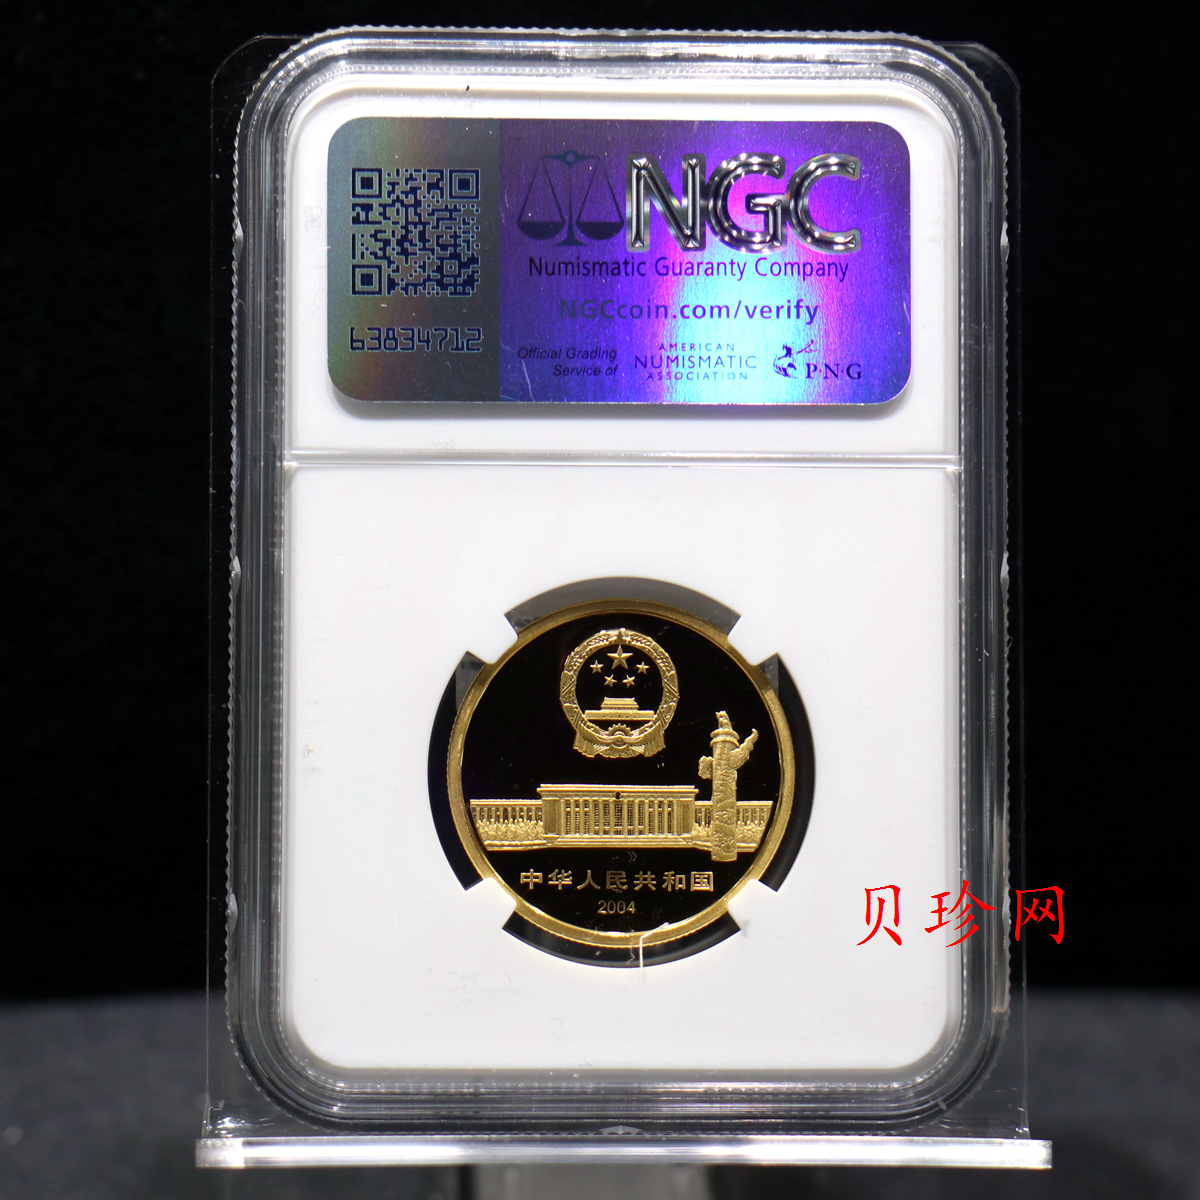 NGC
Numismatic Guaranty Company
NGCcoin.com/verify
63834712
Official Grading
Service of
AMERICAN
NUMISMATIC
ASSOCIATION
P·N·G
中华人民共和国
2004
贝珍网